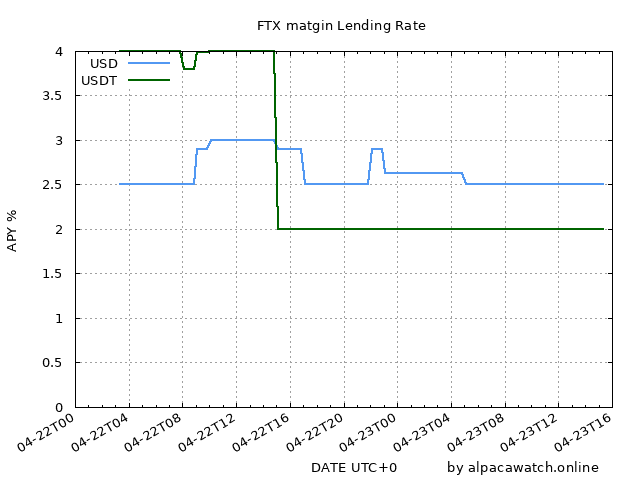 FTX matgin Lending Rate
USD
USDT
4
3.5
3
2.5
2
1.5
1
0.5
0
APY %
04-22T00
04-22T04
04-22T08
04-22T12
04-22T16
04-22T20
04-23T00
04-23T04
04-23T08
04-23T12
04-23T16
DATE UTC+0
by alpacawatch.online